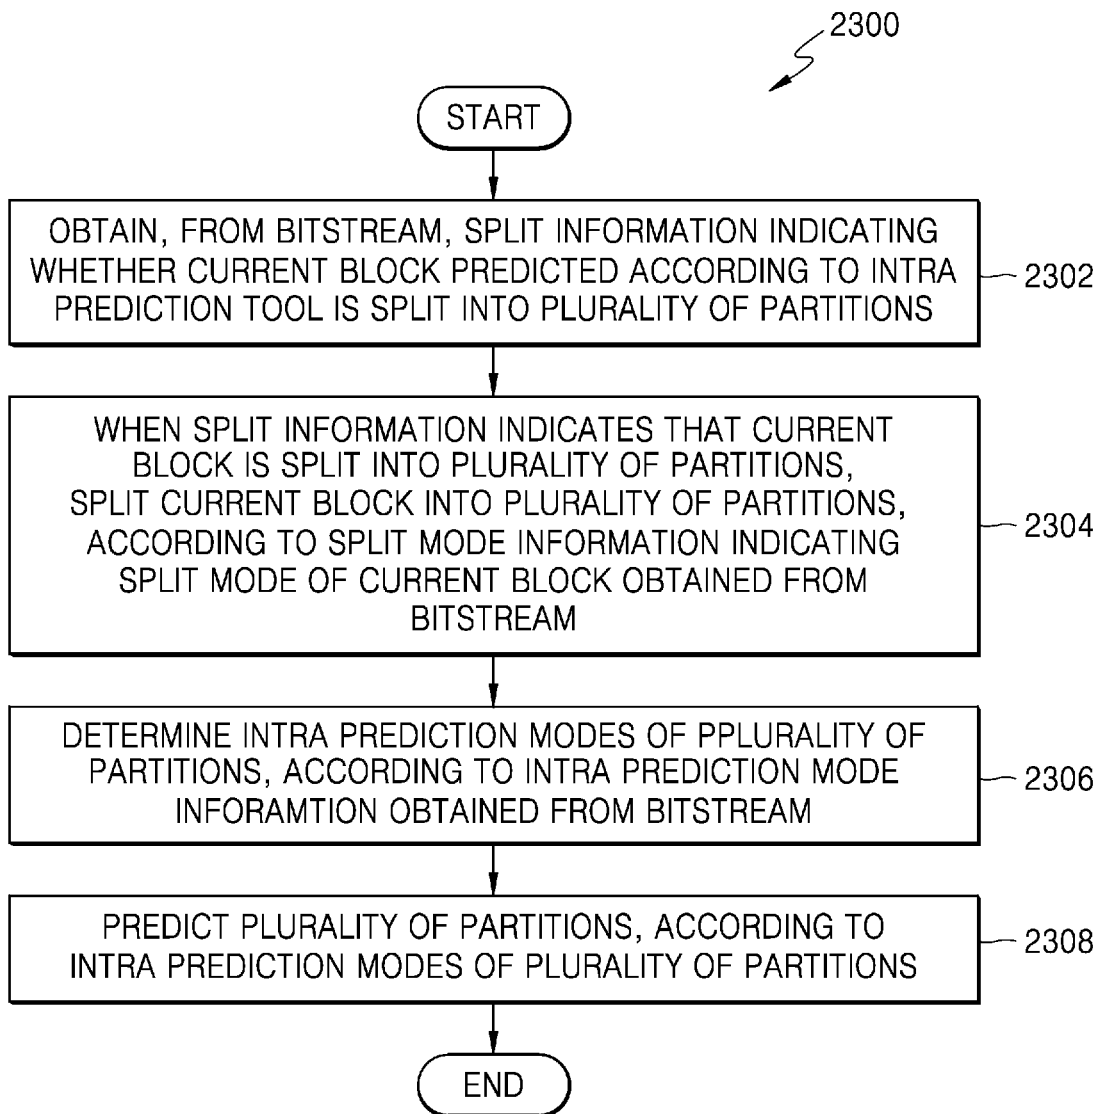 2300
START
OBTAIN, FROM BITSTREAM, SPLIT INFORMATION INDICATING
WHETHER CURRENT BLOCK PREDICTED ACCORDING TO INTRA
PREDICTION TOOL IS SPLIT INTO PLURALITY OF PARTITIONS
2302
WHEN SPLIT INFORMATION INDICATES THAT CURRENT
BLOCK IS SPLIT INTO PLURALITY OF PARTITIONS,
SPLIT CURRENT BLOCK INTO PLURALITY OF PARTITIONS,
ACCORDING TO SPLIT MODE INFORMATION INDICATING
SPLIT MODE OF CURRENT BLOCK OBTAINED FROM
BITSTREAM
2304
DETERMINE INTRA PREDICTION MODES OF PPLURALITY OF
PARTITIONS, ACCORDING TO INTRA PREDICTION MODE
INFORAMTION OBTAINED FROM BITSTREAM
2306
PREDICT PLURALITY OF PARTITIONS, ACCORDING TO
INTRA PREDICTION MODES OF PLURALITY OF PARTITIONS
2308
END